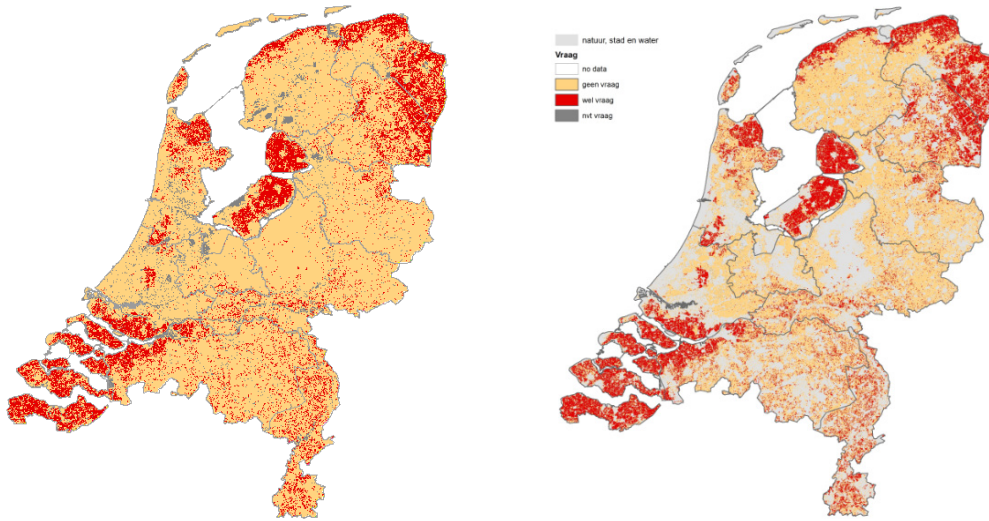 natuur, stad en water
Vraag
no data
geen vraag
wel vraag
nvt vraag